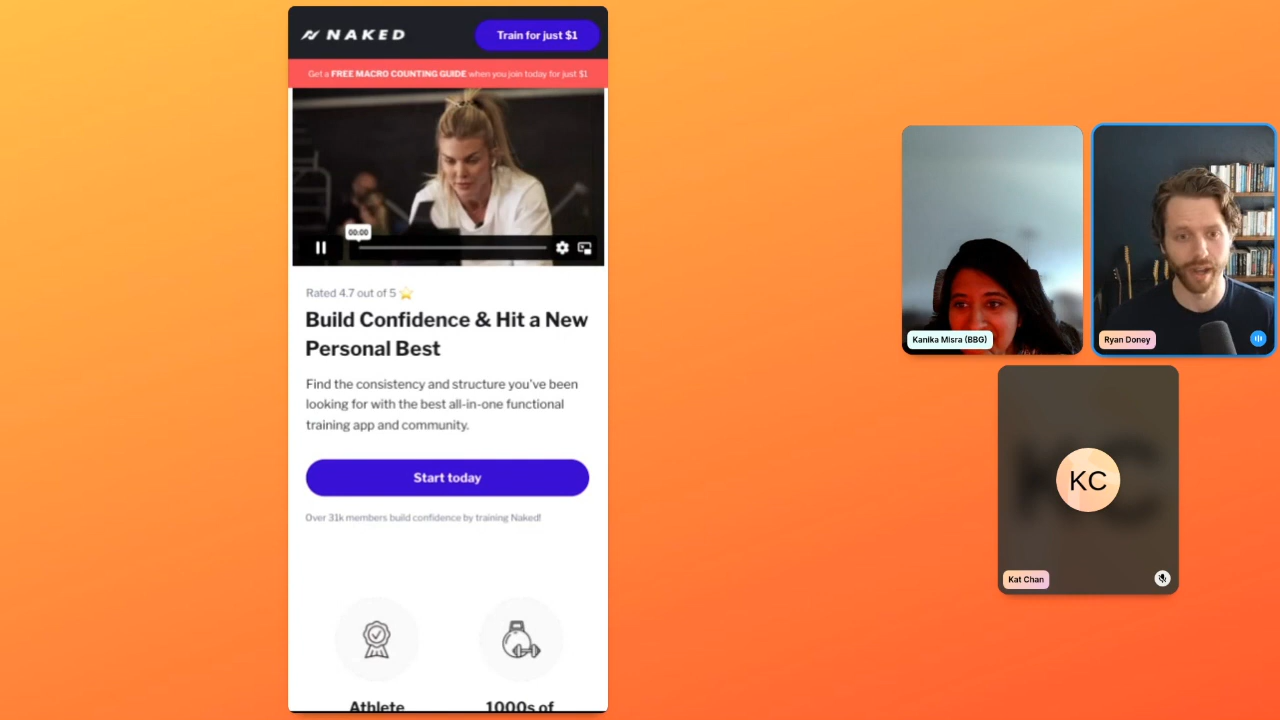 NAKED
Train for just $1
Get a FREE MACRO COUNTING GUIDE when you join today for just $1
00:00
Rated 4.7 out of 5
Build Confidence & Hit a New
Personal Best
Find the consistency and structure you've been
looking for with the best all-in-one functional
training app and community.
Start today
Over 31k members build confidence by training Naked!
Athlete
1000s of
Kanika Misra (BBG)
Ryan Doney
KC
Kat Chan